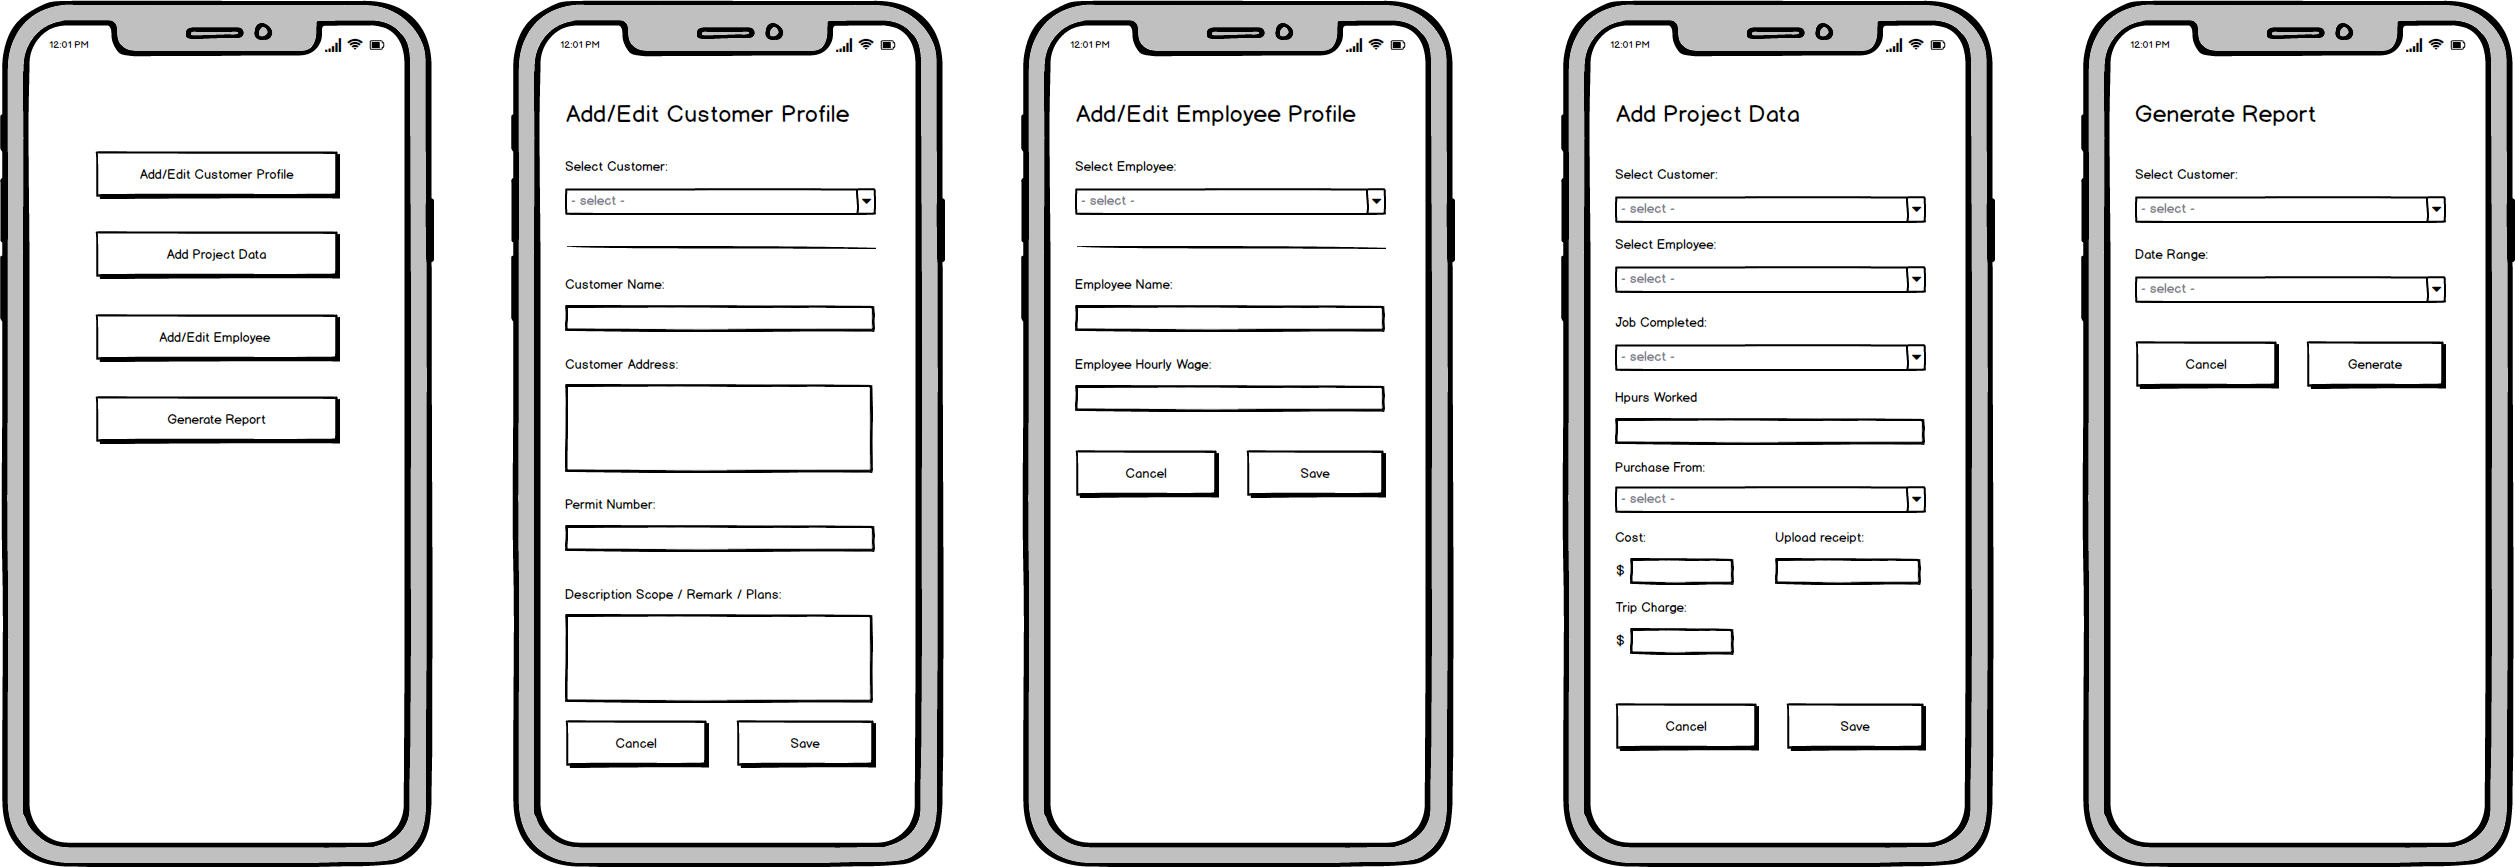 12:01 PM
Add/Edit Customer Profile
Add Project Data
Add/Edit Employee
Generate Report
12:01 PM
Add/Edit Customer Profile
Select Customer:
- select -
Customer Name:
Customer Address:
Permit Number:
Description Scope / Remark / Plans:
Cancel
Save
12:01 PM
Add/Edit Employee Profile
Select Employee:
- select -
Employee Name:
Employee Hourly Wage:
Cancel
Save
12:01 PM
Add Project Data
Select Customer:
- select -
Select Employee:
- select -
Job Completed:
- select -
Hpurs Worked
Purchase From:
- select -
Cost:
Upload receipt:
$
Trip Charge:
$
Cancel
Save
12:01 PM
Generate Report
Select Customer:
- select -
Date Range:
- select -
Cancel
Generate